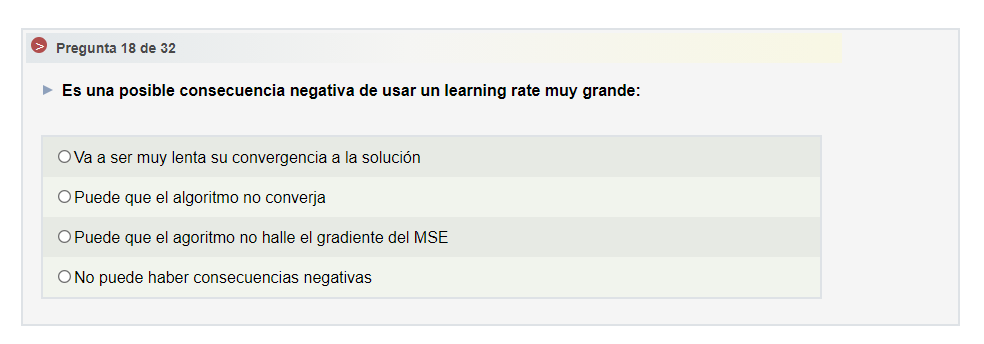 Pregunta 18 de 32
Es una posible consecuencia negativa de usar un learning rate muy grande:
Va a ser muy lenta su convergencia a la solución
Puede que el algoritmo no converja
Puede que el agoritmo no halle el gradiente del MSE
No puede haber consecuencias negativas